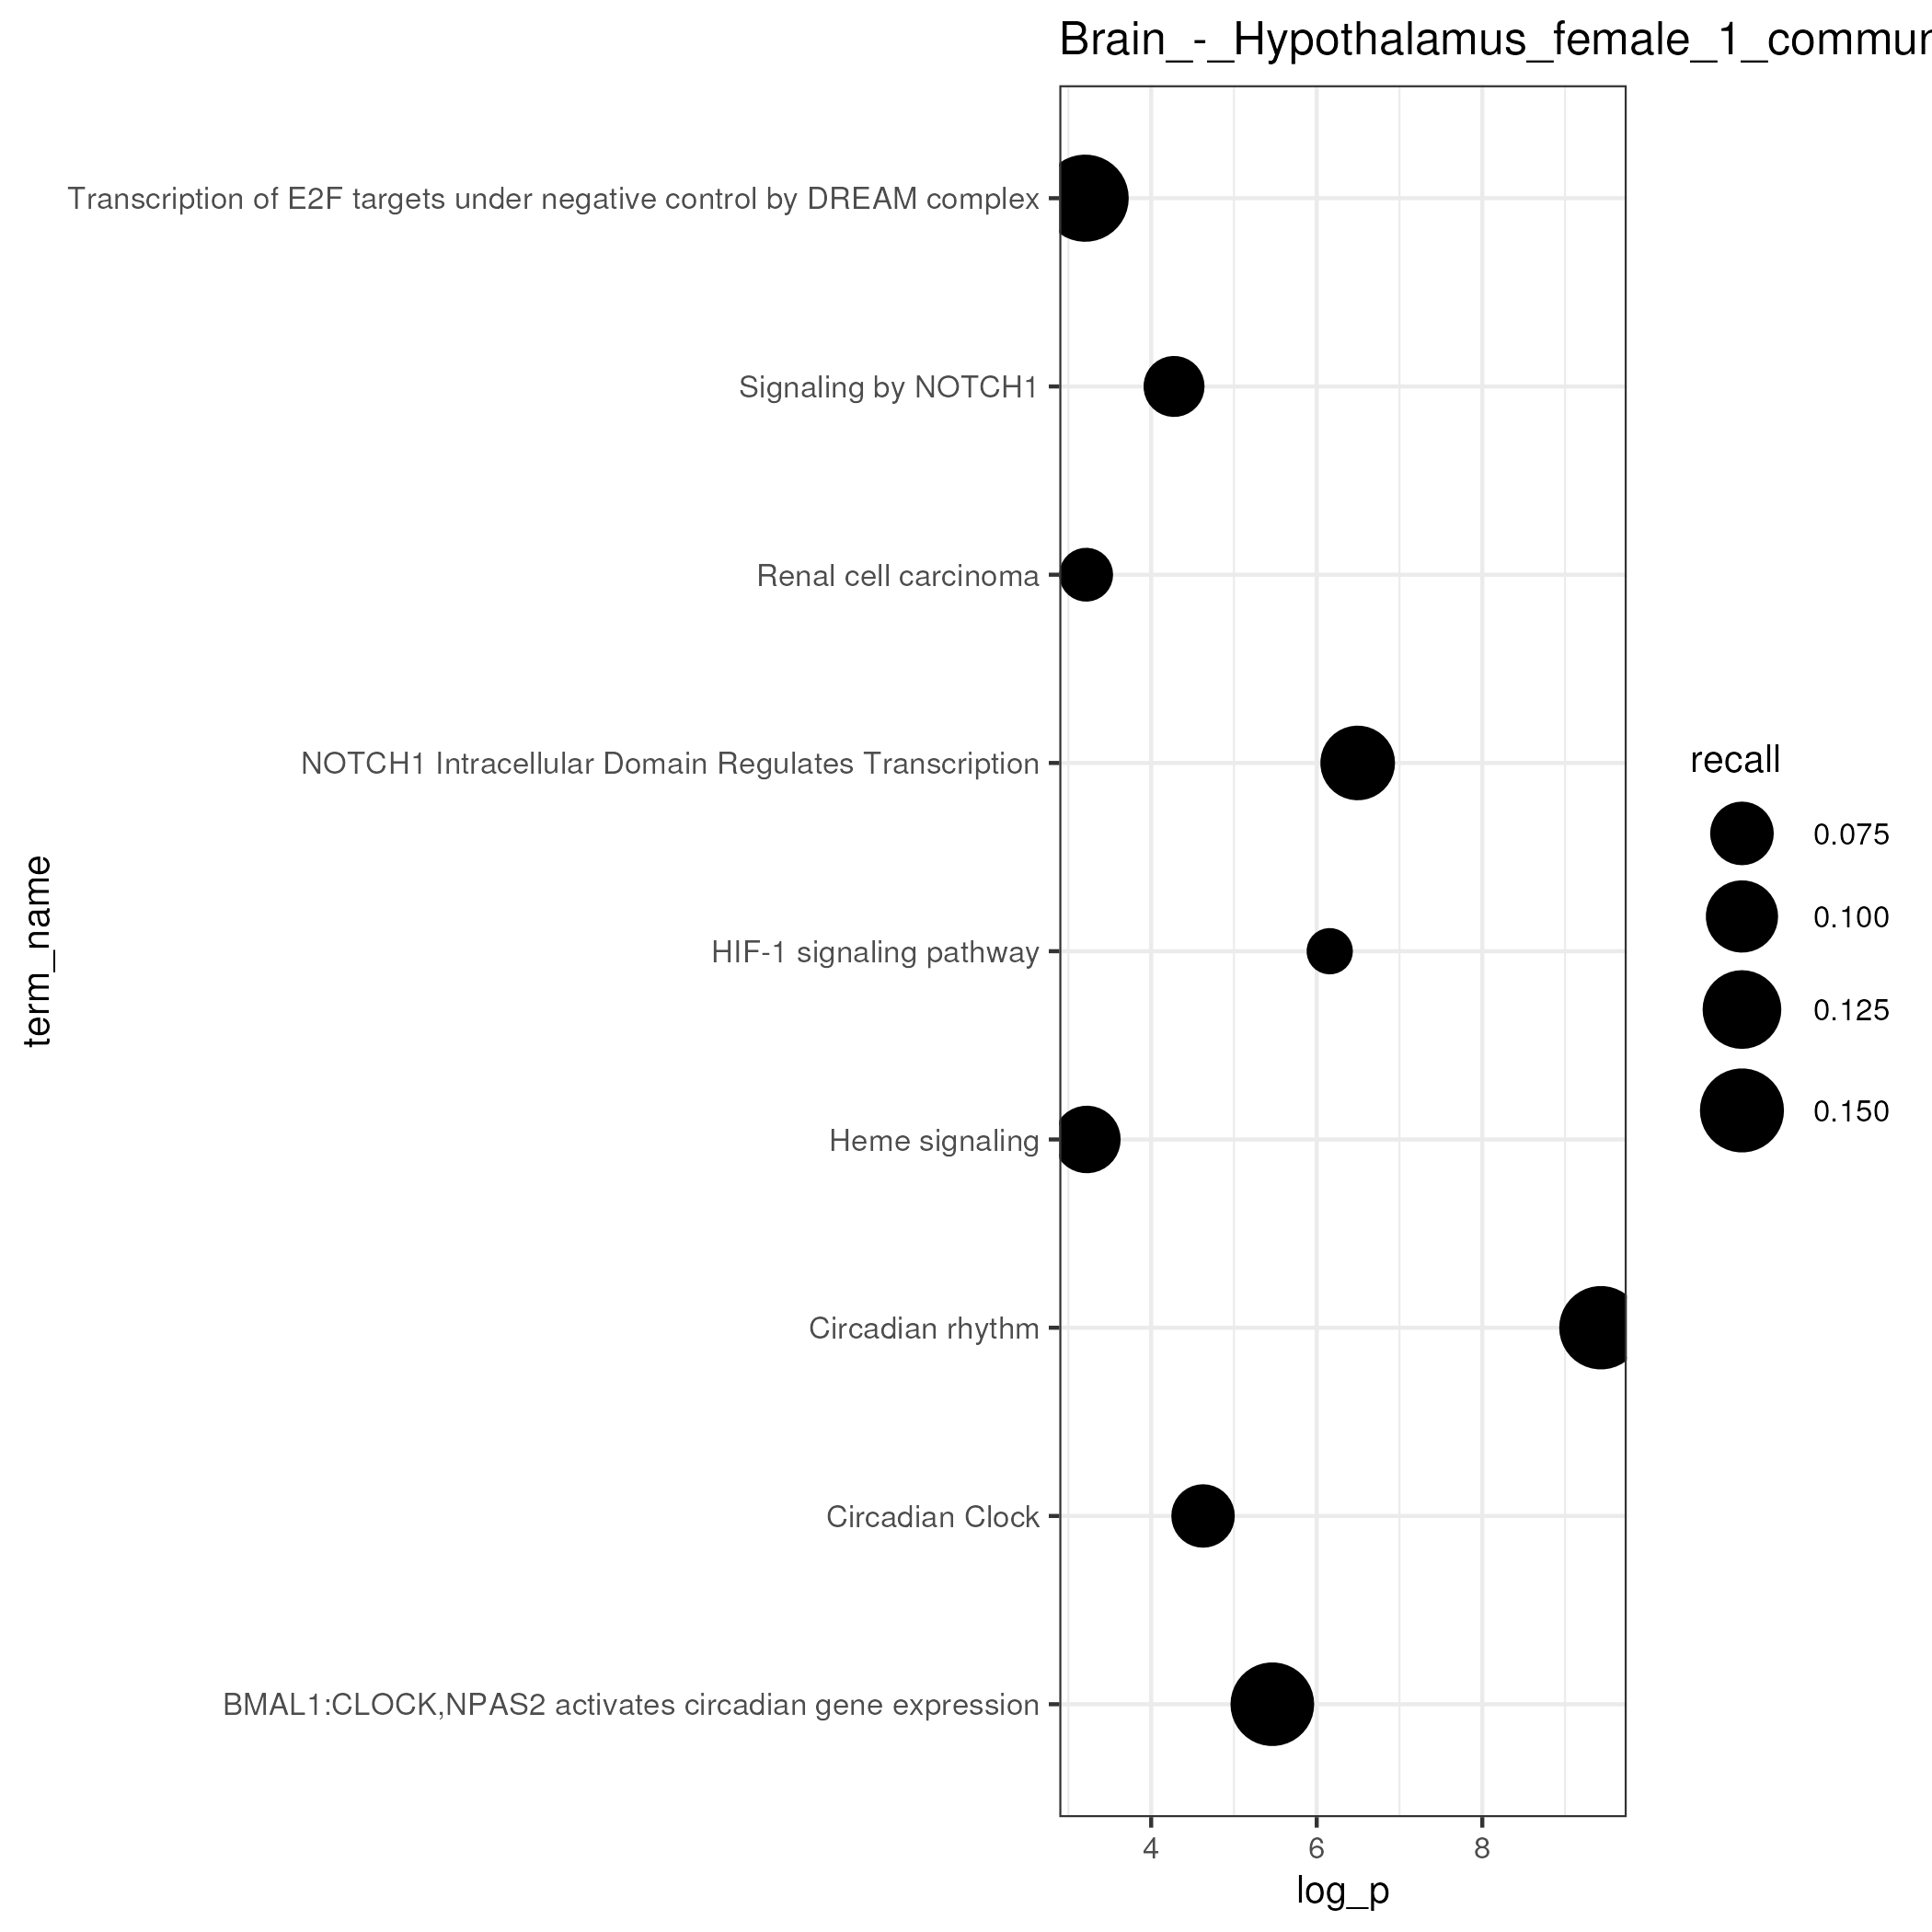 Brain_-_Hypothalamus_female_1_commun
Transcription of E2F targets under negative control by DREAM complex
Signaling by NOTCH1
Renal cell carcinoma
NOTCH1 Intracellular Domain Regulates Transcription
HIF-1 signaling pathway
Heme signaling
Circadian rhythm
Circadian Clock
BMAL1:CLOCK,NPAS2 activates circadian gene expression
term_name
4 6 8
log_p
recall
0.075
0.100
0.125
0.150